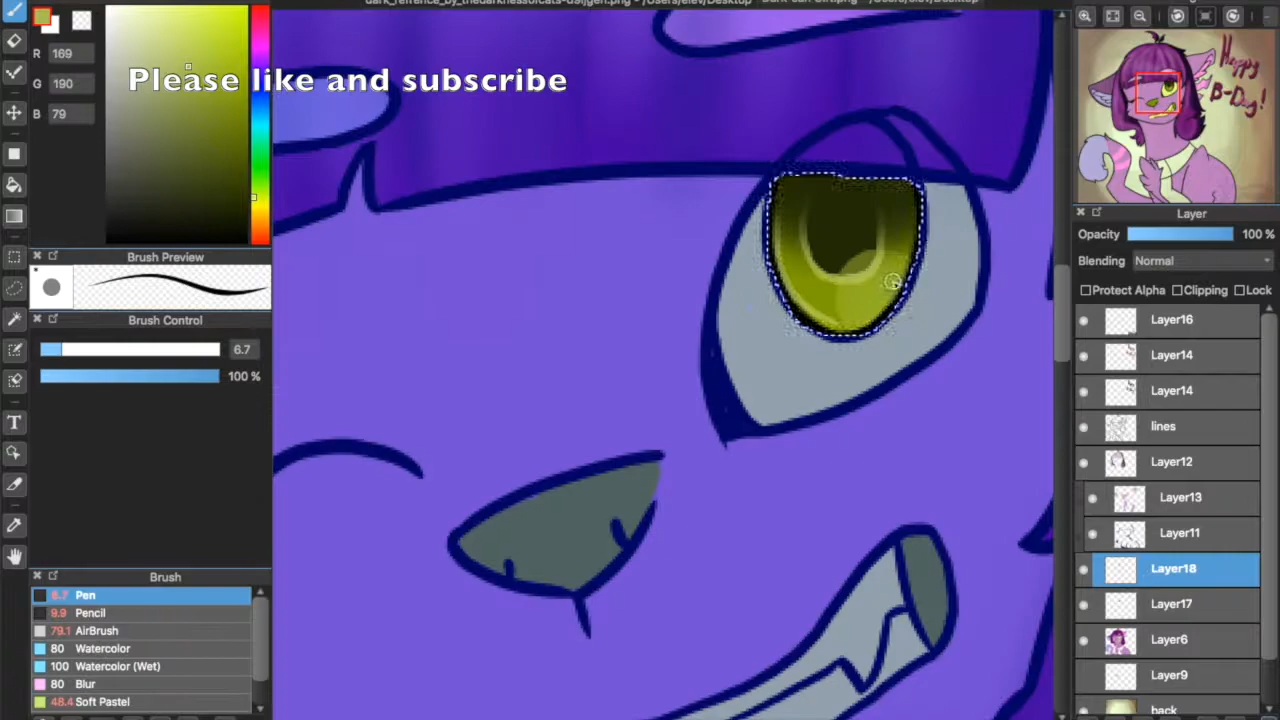 dark_refrence_by_thedarknessofcats-
R 169
G 190
B 79
Please like and subscribe
Happy
B-Day!
Brush Preview
Brush Control
6.7
100 %
Brush
6.7 Pen
9.9 Pencil
79.1 AirBrush
80 Watercolor
100 Watercolor (Wet)
80 Blur
48.4 Soft Pastel
T
Layer
Opacity 100 %
Blending Normal
Protect Alpha Clipping Lock
Layer16
Layer14
Layer14
lines
Layer12
Layer13
Layer11
Layer18
Layer17
Layer6
Layer9
back